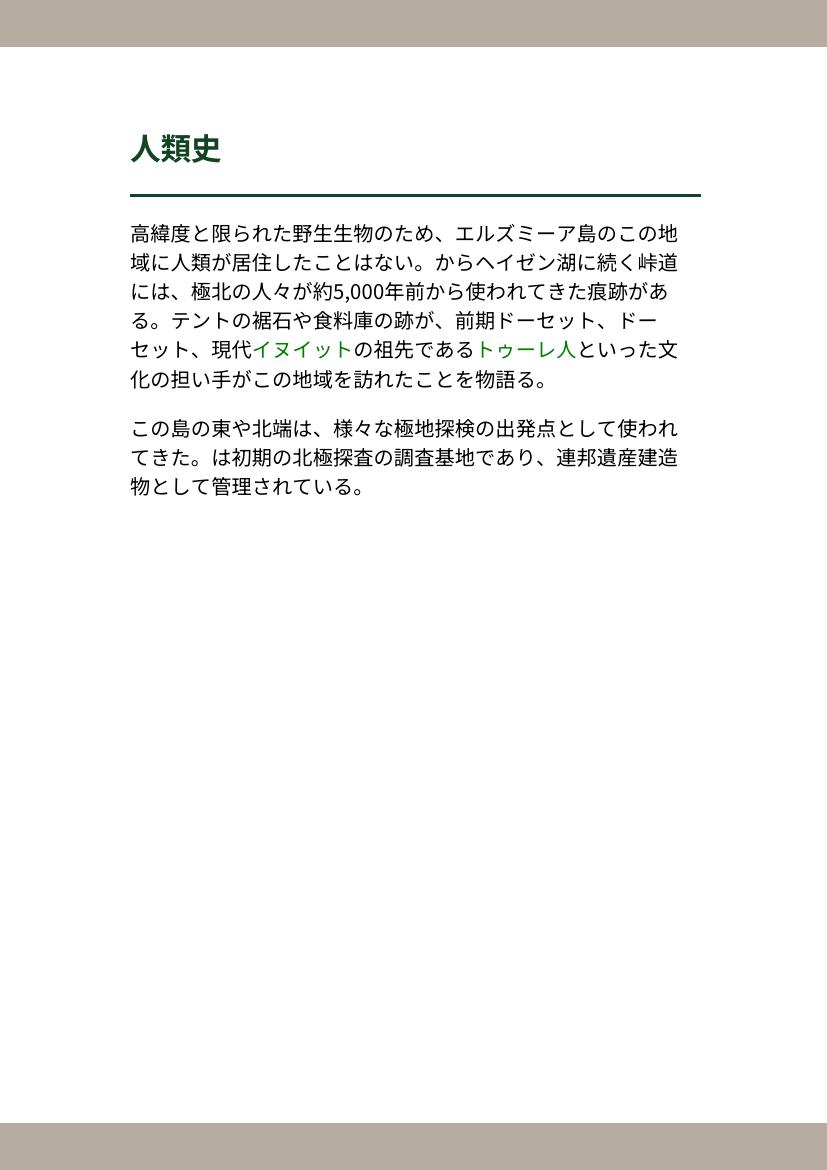 人類史
高緯度と限られた野生生物のため、エルズミーア島のこの地
域に人類が居住したことはない。からヘイゼン湖に続く峠道
には、極北の人々が約5,000年前から使われてきた痕跡があ
る。テントの裾石や食料庫の跡が、前期ドーセット、ドー
セット、現代イヌイットの祖先であるトゥーレ人といった文
化の担い手がこの地域を訪れたことを物語る。
この島の東や北端は、様々な極地探検の出発点として使われ
てきた。は初期の北極探査の調査基地であり、連邦遺産建造
物として管理されている。